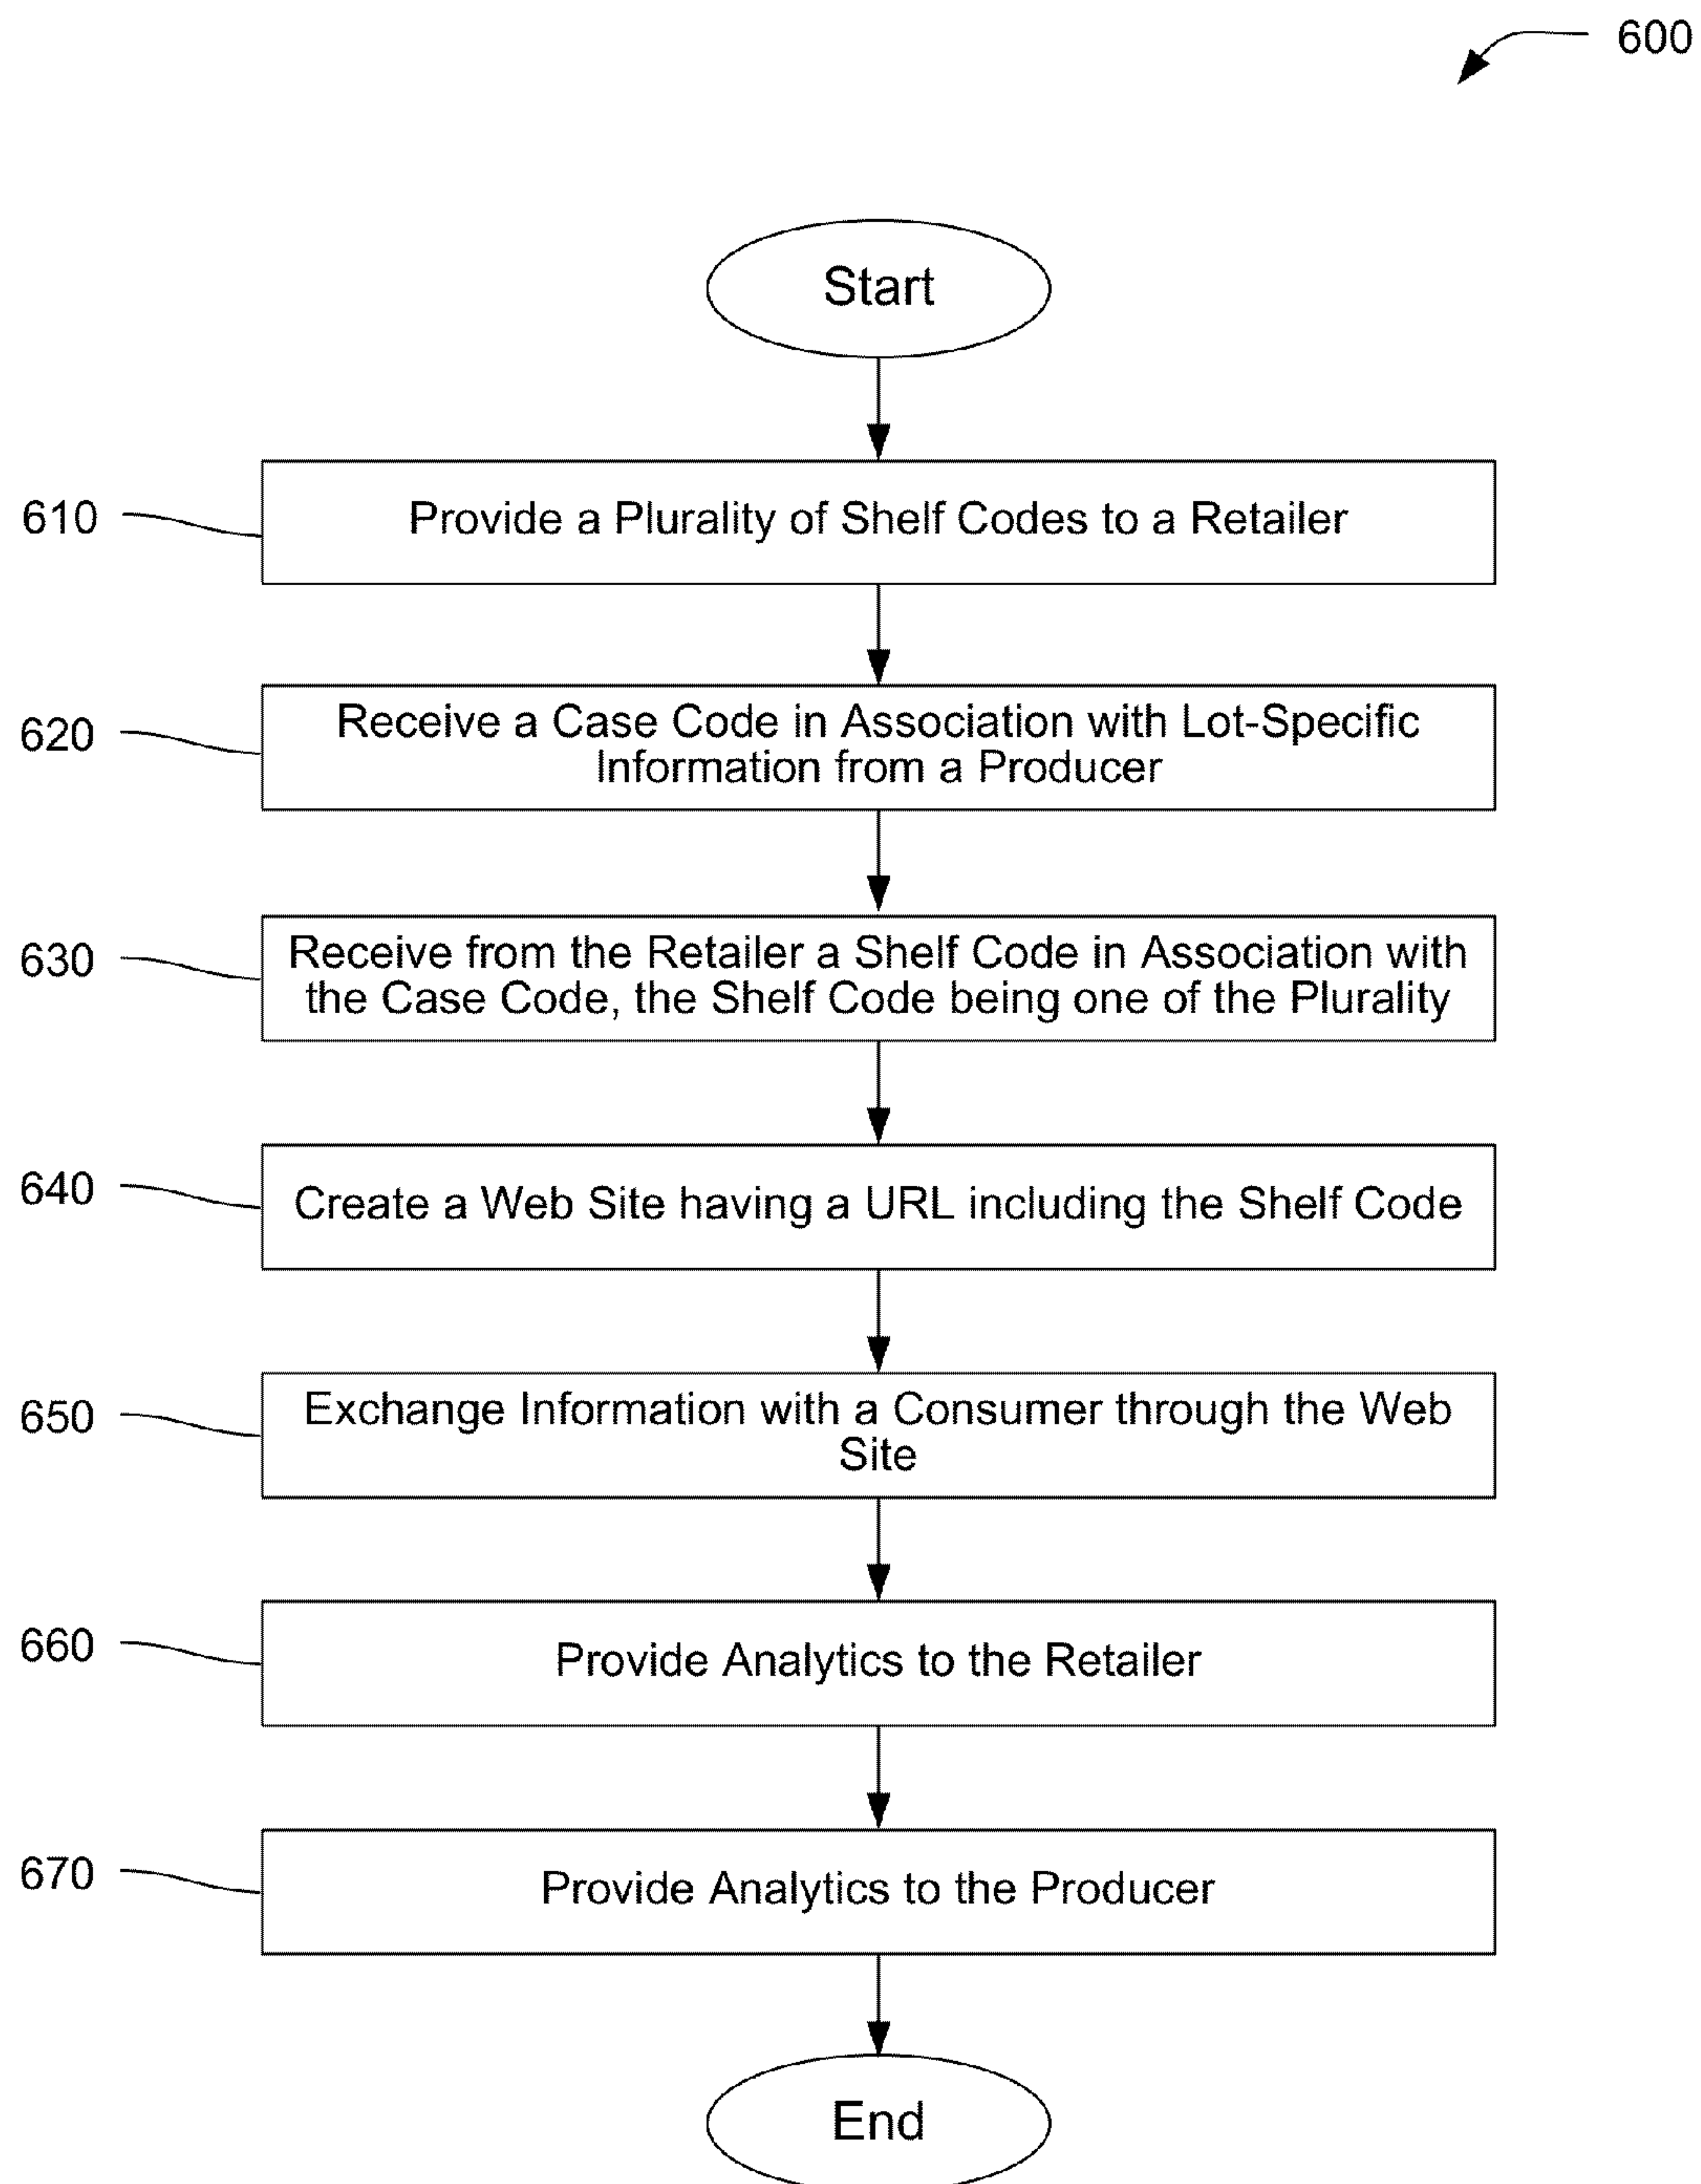 600
Start
610
Provide a Plurality of Shelf Codes to a Retailer
620
Receive a Case Code in Association with Lot-Specific
Information from a Producer
630
Receive from the Retailer a Shelf Code in Association with
the Case Code, the Shelf Code being one of the Plurality
640
Create a Web Site having a URL including the Shelf Code
650
Exchange Information with a Consumer through the Web
Site
660
Provide Analytics to the Retailer
670
Provide Analytics to the Producer
End